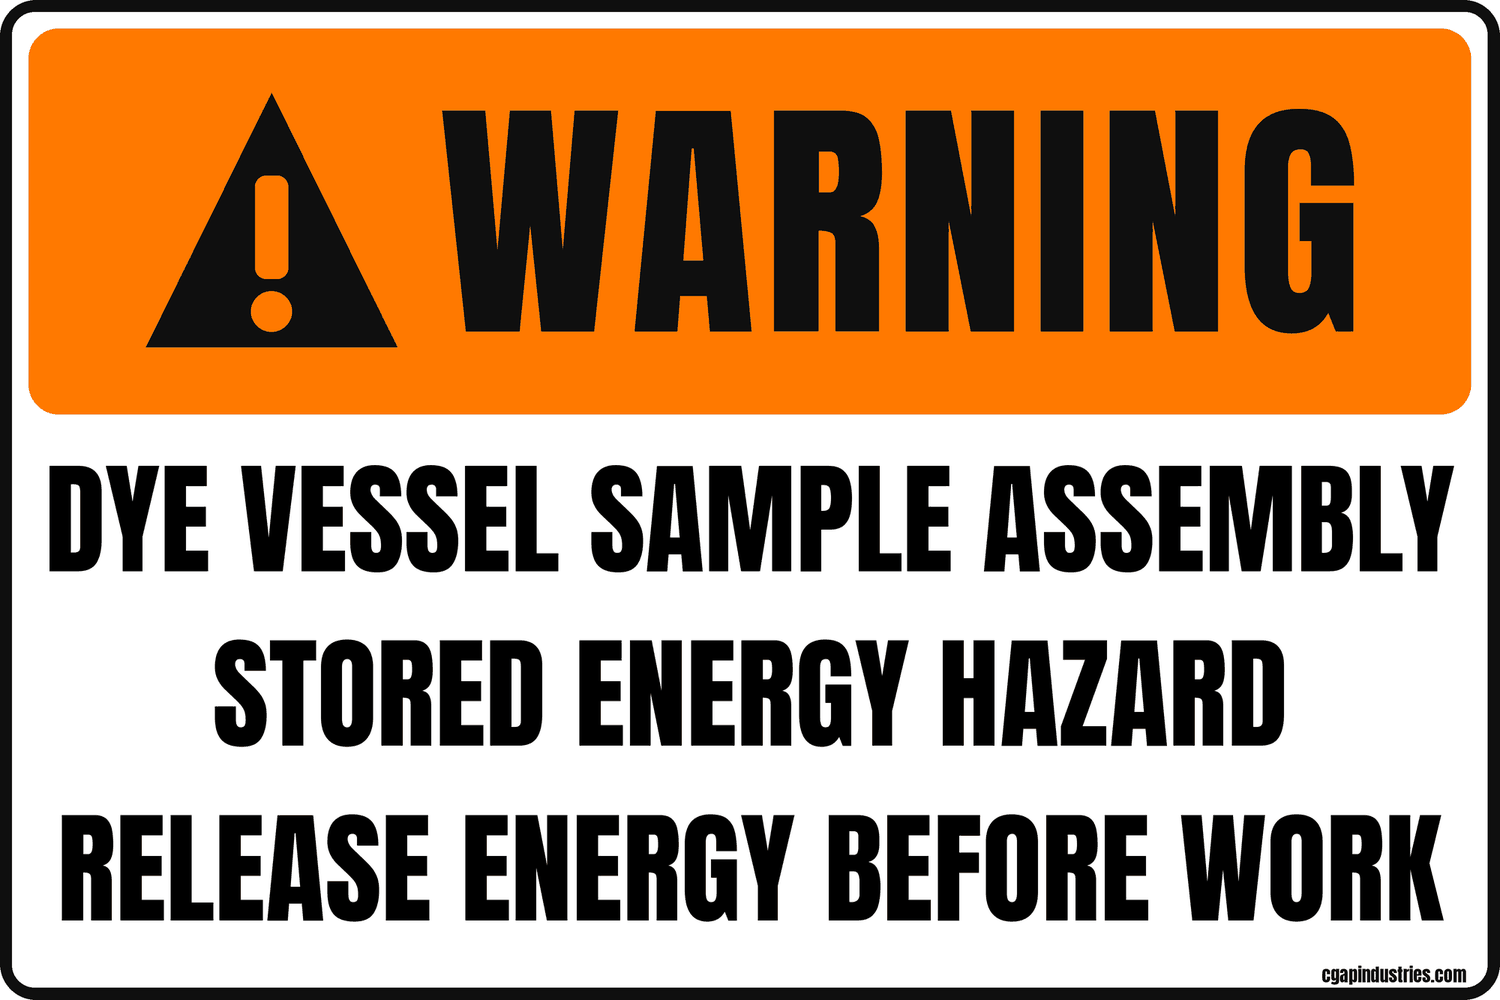 WARNING
DYE VESSEL SAMPLE ASSEMBLY
STORED ENERGY HAZARD
RELEASE ENERGY BEFORE WORK
cgapindustries.com